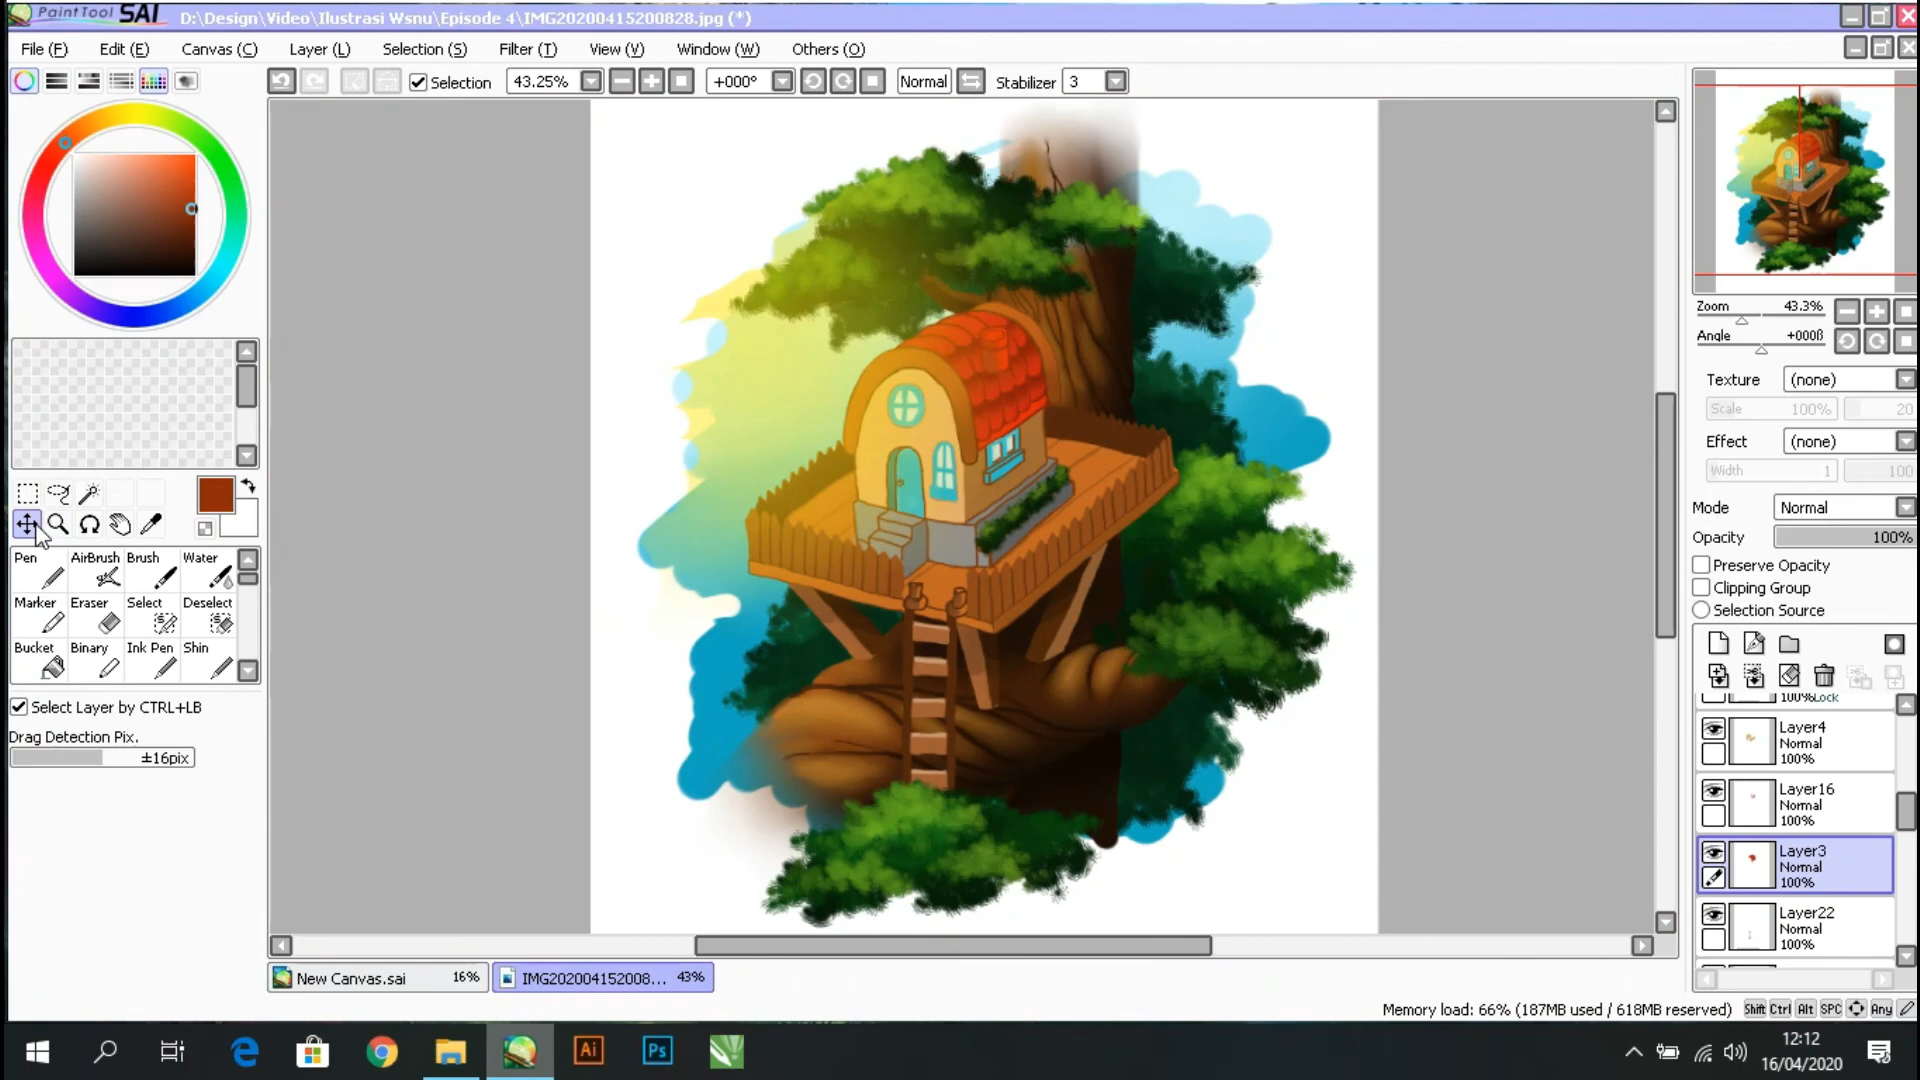 PaintTool SAI D:\Design\Video\Ilustrasi Wsnu\Episode 4\IMG20200415200828.jpg (*)
File (F) Edit (E) Canvas (C) Layer (L) Selection (S) Filter (T) View (V) Window (W) Others (O)
Selection 43.25% +000° Normal Stabilizer 3
Zoom 43.3%
Angle +000ß
Texture (none)
Scale 100% 20
Effect (none)
Width 1 100
Mode Normal
Opacity 100%
Preserve Opacity
Clipping Group
Selection Source
Pen AirBrush Brush Water
Marker Eraser Select Deselect
Bucket Binary Ink Pen Shin
Select Layer by CTRL+LB
Drag Detection Pix.
±16pix
100%Lock
Layer4
Normal
100%
Layer16
Normal
100%
Layer3
Normal
100%
Layer22
Normal
100%
New Canvas.sai 16% IMG202004152008... 43%
Memory load: 66% (187MB used / 618MB reserved) Shift Ctrl Alt SPC Any
Ai Ps
12:12
16/04/2020